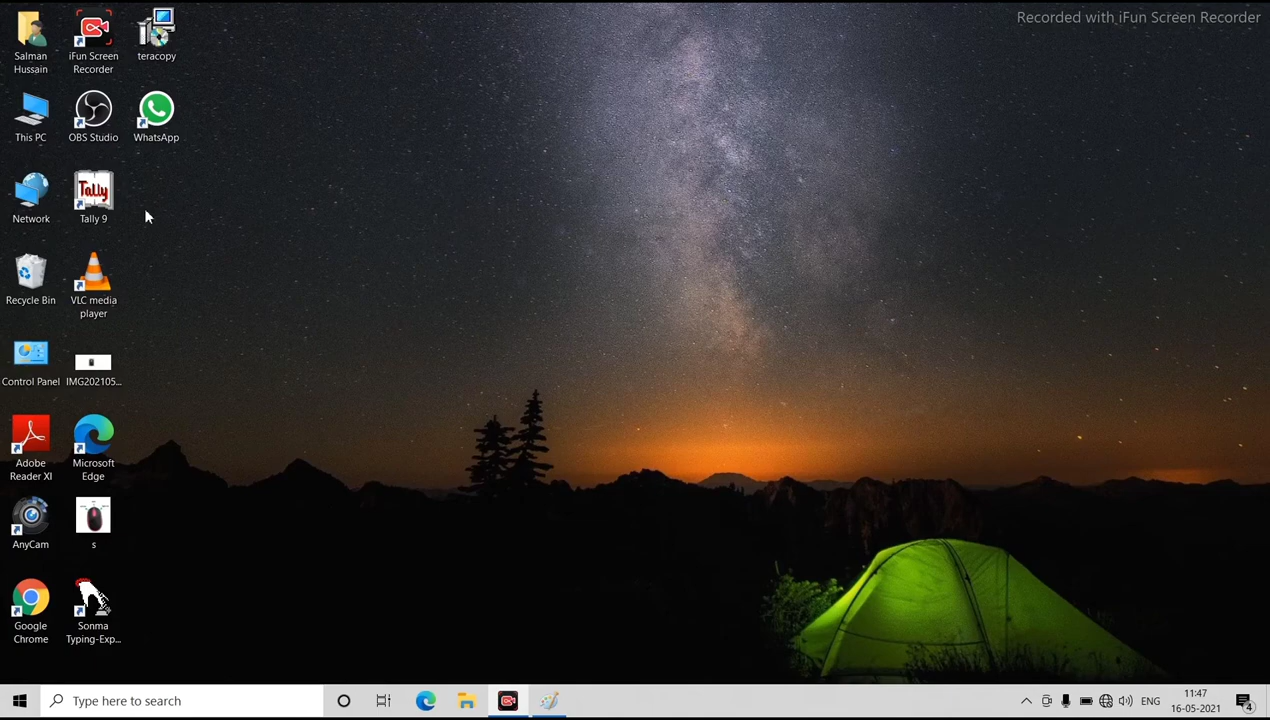 Recorded with iFun Screen Recorder
Salman
Hussain
iFun Screen
Recorder
teracopy
This PC
OBS Studio
WhatsApp
Network
Tally
Tally 9
Recycle Bin
VLC media
player
Control Panel
IMG202105...
Adobe
Reader XI
Microsoft
Edge
AnyCam
s
Google
Chrome
Sonma
Typing-Exp...
Type here to search
ENG
11:47
16-05-2021
4